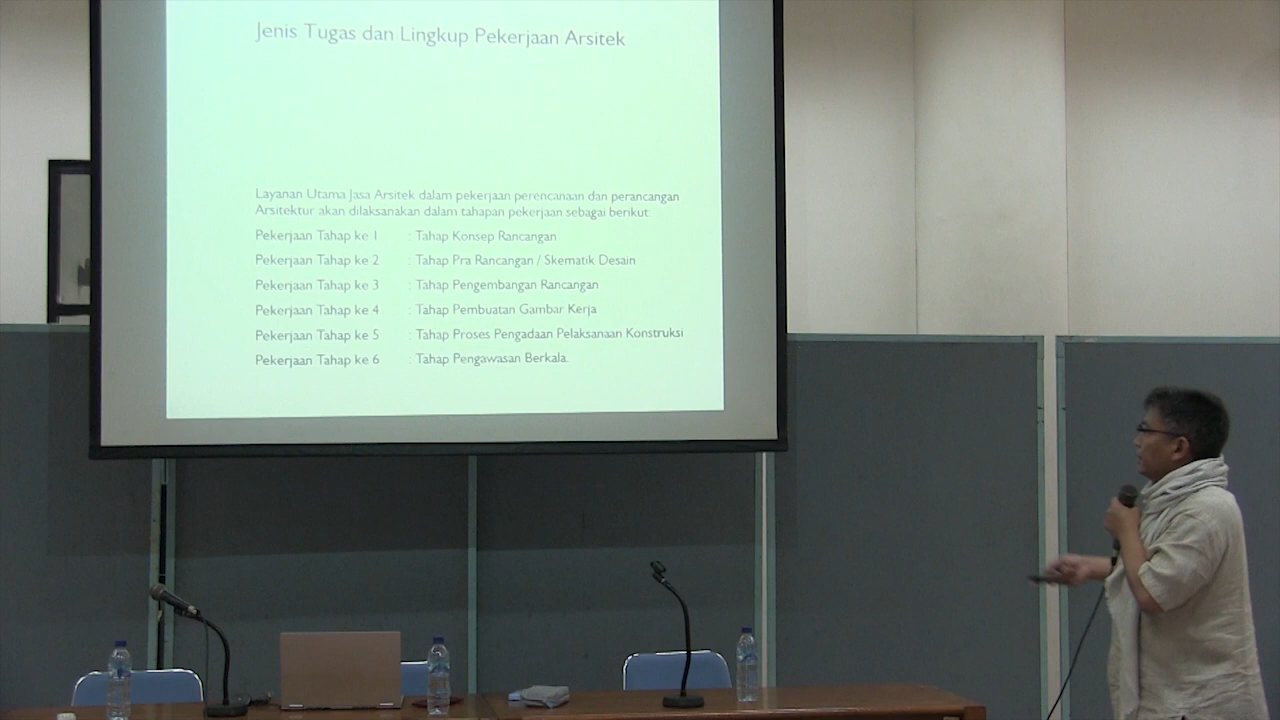 Jenis Tugas dan Lingkup Pekerjaan Arsitek
Layanan Utama Jasa Arsitek dalam pekerjaan perencanaan dan perancangan
Arsitektur akan dilaksanakan dalam tahapan pekerjaan sebagai berikut:
Pekerjaan Tahap ke 1 : Tahap Konsep Rancangan
Pekerjaan Tahap ke 2 : Tahap Pra Rancangan / Skematik Desain
Pekerjaan Tahap ke 3 : Tahap Pengembangan Rancangan
Pekerjaan Tahap ke 4 : Tahap Pembuatan Gambar Kerja
Pekerjaan Tahap ke 5 : Tahap Proses Pengadaan Pelaksanaan Konstruksi
Pekerjaan Tahap ke 6 : Tahap Pengawasan Berkala.